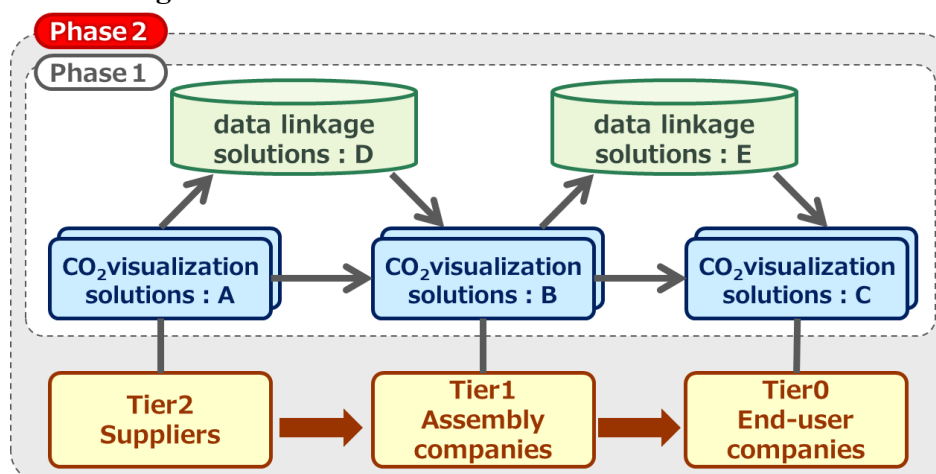 Phase 2
Phase 1
data linkage
solutions : D
data linkage
solutions : E
CO₂visualization
solutions : A
CO₂visualization
solutions : B
CO₂visualization
solutions : C
Tier2
Suppliers
Tier1
Assembly
companies
Tier0
End-user
companies